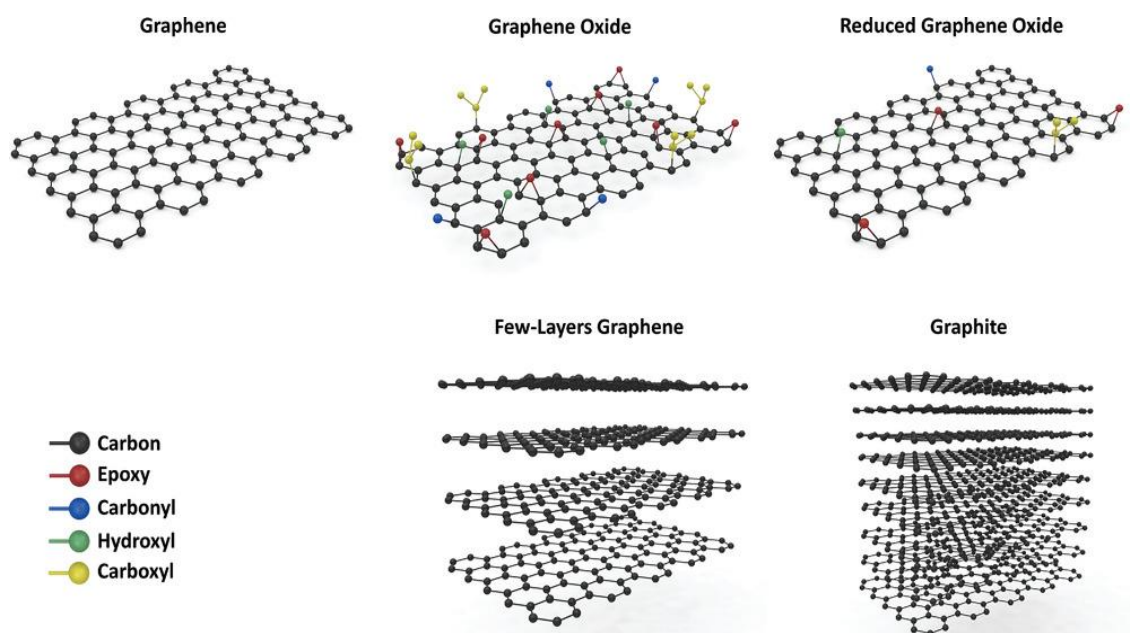 Graphene
Graphene Oxide
Reduced Graphene Oxide
Few-Layers Graphene
Graphite
Carbon
Epoxy
Carbonyl
Hydroxyl
Carboxyl